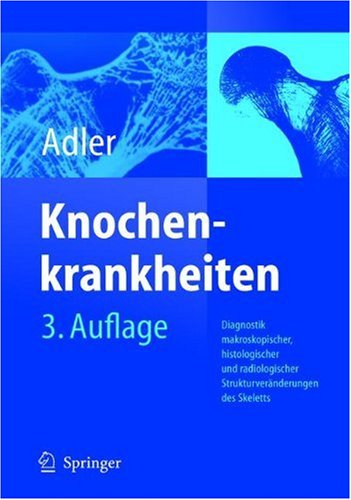 Adler
Knochen-
krankheiten
3. Auflage
Diagnostik
makroskopischer,
histologischer
und radiologischer
Strukturveränderungen
des Skeletts
Springer